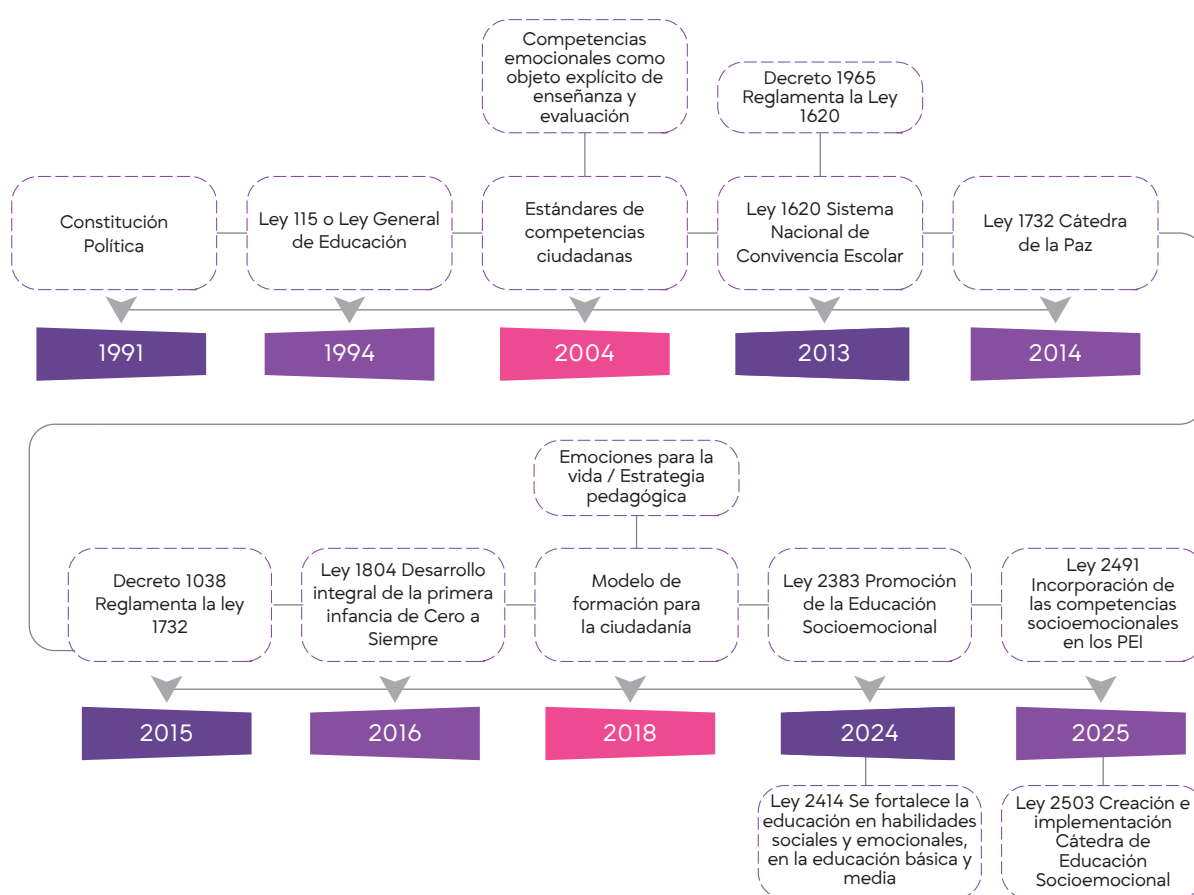 Competencias
emocionales como
objeto explícito de
enseñanza y
evaluación
Decreto 1965
Reglamenta la Ley
1620
Constitución
Política
Ley 115 o Ley General
de Educación
Estándares de
competencias
ciudadanas
Ley 1620 Sistema
Nacional de
Convivencia Escolar
Ley 1732 Cátedra
de la Paz
1991
1994
2004
2013
2014
Emociones para la
vida / Estrategia
pedagógica
Decreto 1038
Reglamenta la ley
1732
Ley 1804 Desarrollo
integral de la primera
infancia de Cero a
Siempre
Modelo de
formación para
la ciudadanía
Ley 2383 Promoción
de la Educación
Socioemocional
Ley 2491
Incorporación de
las competencias
socioemocionales
en los PEI
2015
2016
2018
2024
2025
Ley 2414 Se fortalece la
educación en habilidades
sociales y emocionales,
en la educación básica y
media
Ley 2503 Creación e
implementación
Cátedra de
Educación
Socioemocional